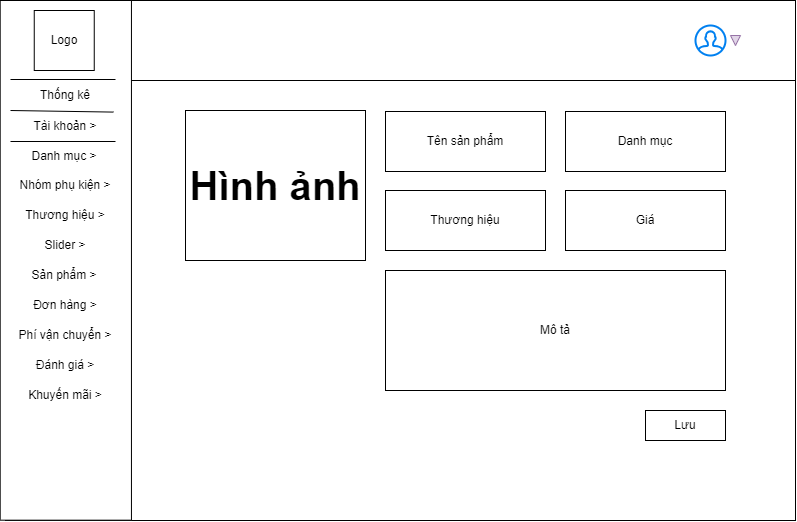 Logo
Thống kê
Tài khoản >
Danh mục >
Nhóm phụ kiện >
Thương hiệu >
Slider >
Sản phẩm >
Đơn hàng >
Phí vận chuyển >
Đánh giá >
Khuyến mãi >
Hình ảnh
Tên sản phẩm
Danh mục
Thương hiệu
Giá
Mô tả
Lưu